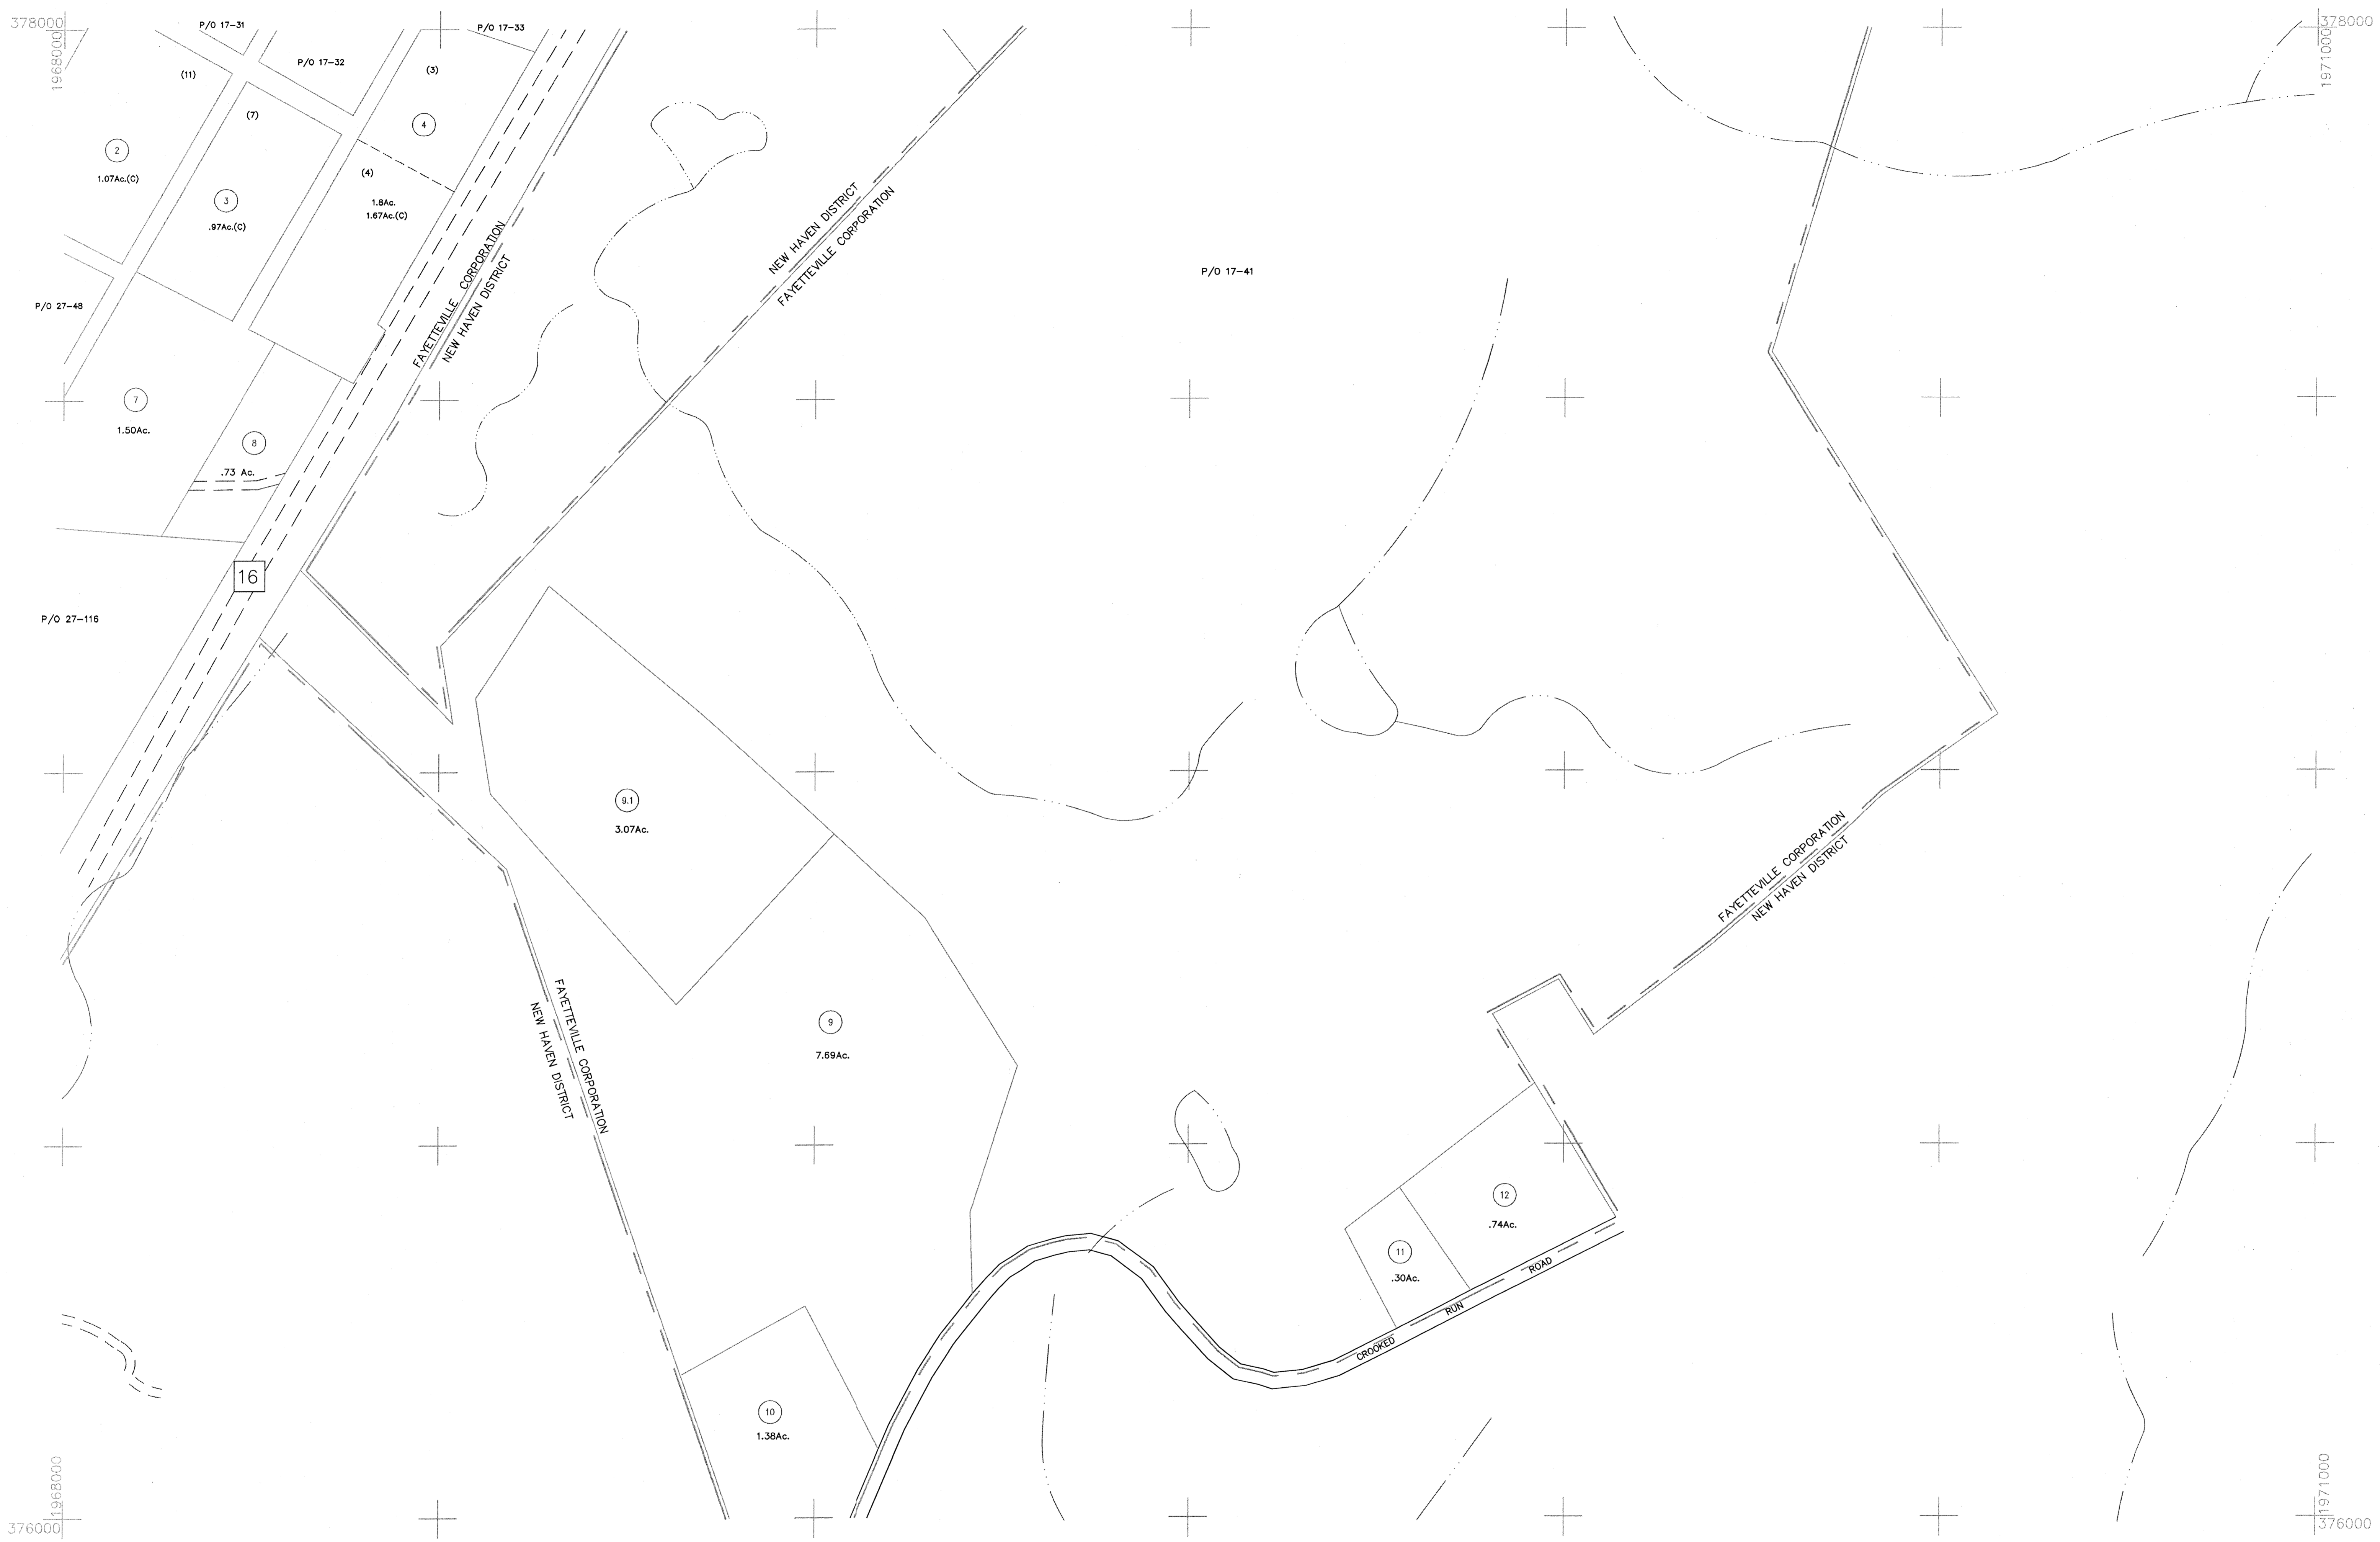 378000
1968000
P/O 17-31
P/O 17-33
378000
1971000
(11)
P/O 17-32
(3)
(7)
4
2
1.07Ac.(C)
(4)
3
.97Ac.(C)
1.8Ac.
1.67Ac.(C)
FAYETTEVILLE CORPORATION
NEW HAVEN DISTRICT
NEW HAVEN DISTRICT
FAYETTEVILLE CORPORATION
P/O 17-41
P/O 27-48
7
1.50Ac.
8
.73 Ac.
16
P/O 27-116
9.1
3.07Ac.
FAYETTEVILLE CORPORATION
NEW HAVEN DISTRICT
FAYETTEVILLE CORPORATION
NEW HAVEN DISTRICT
9
7.69Ac.
12
.74Ac.
11
.30Ac.
CROOKED RUN ROAD
10
1.38Ac.
1968000
376000
1971000
376000